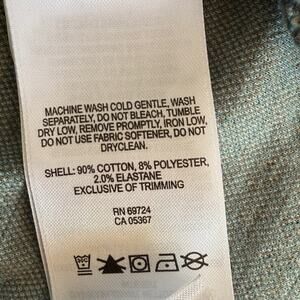 MACHINE WASH COLD GENTLE, WASH
SEPARATELY, DO NOT BLEACH, TUMBLE
DRY LOW, REMOVE PROMPTLY, IRON LOW,
DO NOT USE FABRIC SOFTENER, DO NOT
DRYCLEAN.
SHELL: 90% COTTON, 8% POLYESTER,
2.0% ELASTANE
EXCLUSIVE OF TRIMMING
RN 69724
CA 05367